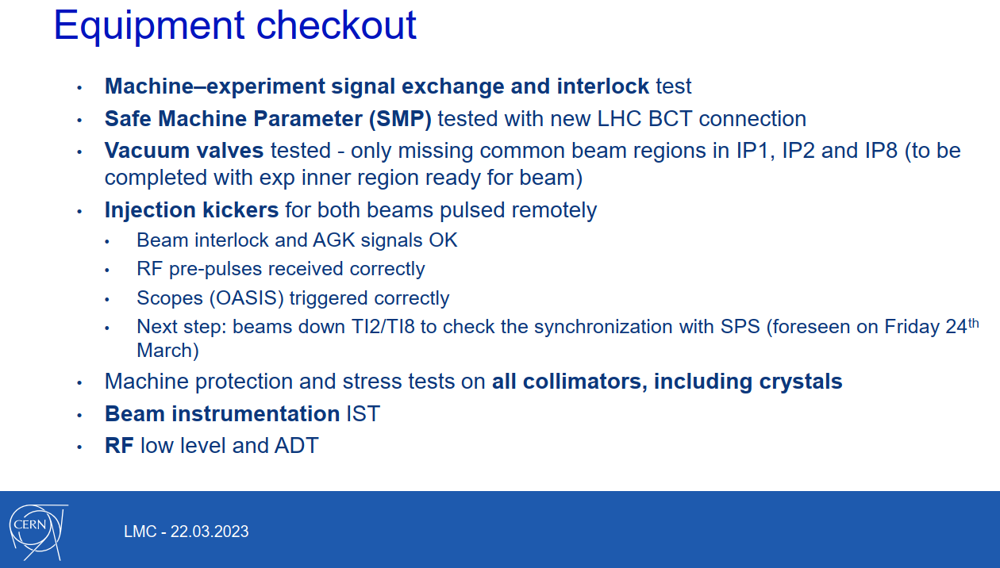 Equipment checkout
• Machine–experiment signal exchange and interlock test
• Safe Machine Parameter (SMP) tested with new LHC BCT connection
• Vacuum valves tested - only missing common beam regions in IP1, IP2 and IP8 (to be
completed with exp inner region ready for beam)
• Injection kickers for both beams pulsed remotely
• Beam interlock and AGK signals OK
• RF pre-pulses received correctly
• Scopes (OASIS) triggered correctly
• Next step: beams down TI2/TI8 to check the synchronization with SPS (foreseen on Friday 24th
March)
• Machine protection and stress tests on all collimators, including crystals
• Beam instrumentation IST
• RF low level and ADT
CERN
LMC - 22.03.2023